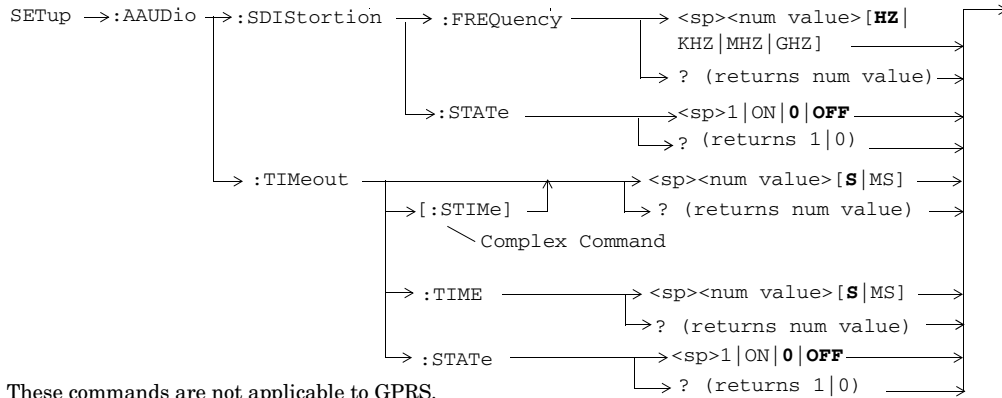 SETup :AAUDio :SDIStortion :FREQuency <sp><num value>[HZ|
KHZ|MHZ|GHZ]
? (returns num value)
:STATe <sp>1|ON|0|OFF
? (returns 1|0)
:TIMeout <sp><num value>[S|MS]
[:STIMe] ? (returns num value)
Complex Command
:TIME <sp><num value>[S|MS]
? (returns num value)
:STATe <sp>1|ON|0|OFF
? (returns 1|0)
These commands are not applicable to GPRS.